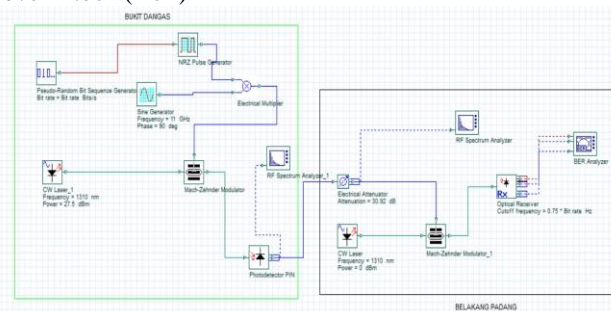 BUKIT DANGAS
NRZ Pulse Generator
Pseudo-Random Bit Sequence Generator
Bit rate = Bit rate Bits/s
Sine Generator
Frequency = 11 GHz
Phase = 90 deg
Electrical Multiplier
CW Laser_1
Frequency = 1310 nm
Power = 27.5 dBm
Mach-Zehnder Modulator
RF Spectrum Analyzer_1
Photodetector PIN
RF Spectrum Analyzer
BER Analyzer
Electrical Attenuator
Attenuation = 30.92 dB
Rx
Optical Receiver
Cutoff frequency = 0.75 * Bit rate Hz
CW Laser
Frequency = 1310 nm
Power = 0 dBm
Mach-Zehnder Modulator_1
BELAKANG PADANG